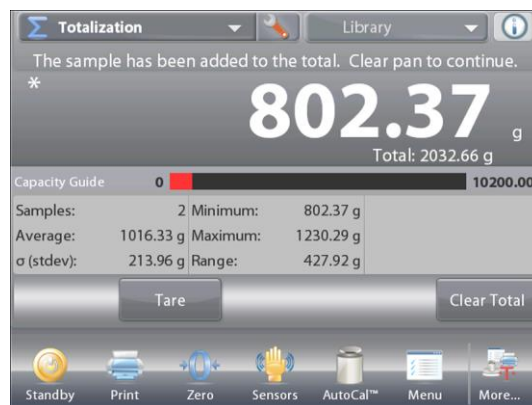 Σ Totalization Library
The sample has been added to the total. Clear pan to continue.
*
802.37 g
Total: 2032.66 g
Capacity Guide 0 10200.00
Samples: 2 Minimum: 802.37 g
Average: 1016.33 g Maximum: 1230.29 g
σ (stdev): 213.96 g Range: 427.92 g
Tare Clear Total
Standby Print Zero Sensors AutoCal™ Menu More...